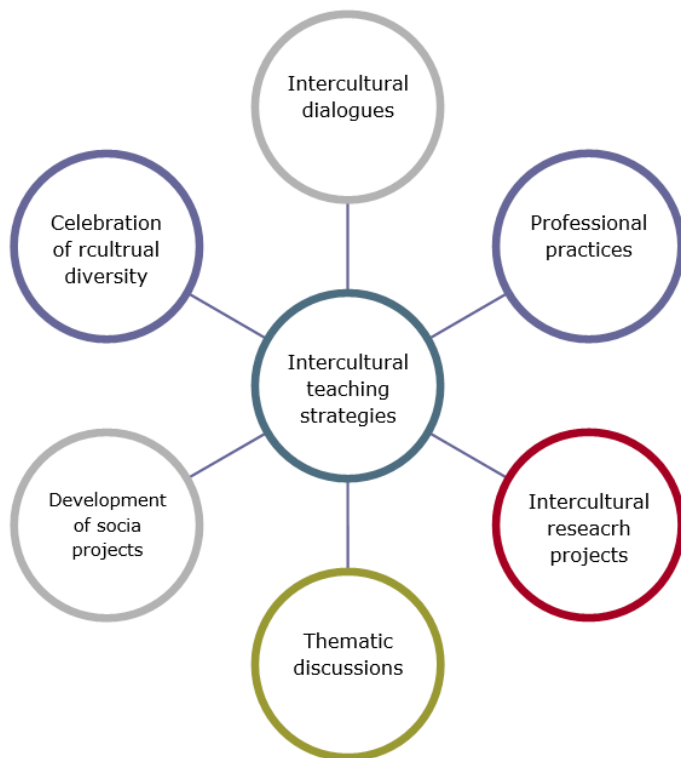 Intercultural
dialogues
Celebration
of rcultrual
diversity
Professional
practices
Intercultural
teaching
strategies
Development
of socia
projects
Intercultural
reseacrh
projects
Thematic
discussions